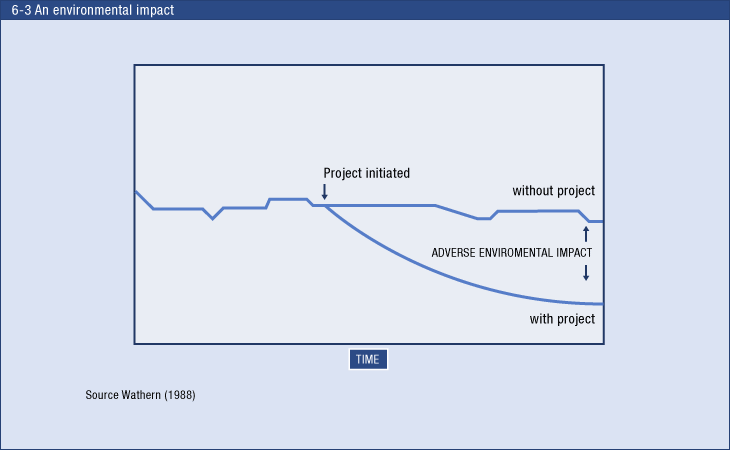 6-3 An environmental impact
Project initiated
without project
ADVERSE ENVIROMENTAL IMPACT
with project
TIME
Source Wathern (1988)